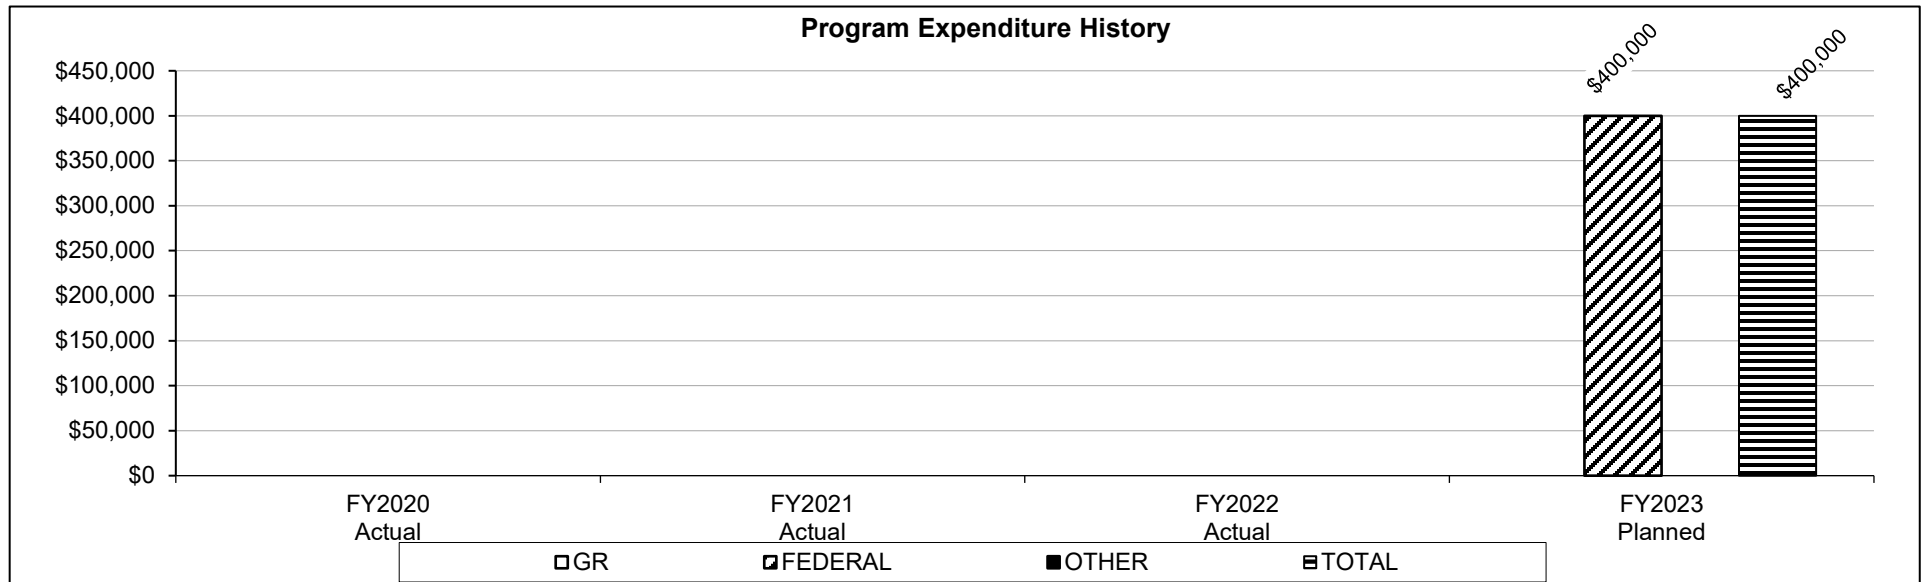 Program Expenditure History
$400,000
$400,000
$450,000
$400,000
$350,000
$300,000
$250,000
$200,000
$150,000
$100,000
$50,000
$0
FY2020
Actual
FY2021
Actual
FY2022
Actual
FY2023
Planned
GR FEDERAL OTHER TOTAL